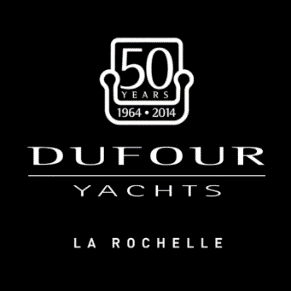 50
YEARS
1964 • 2014
DUFOUR
YACHTS
LA ROCHELLE